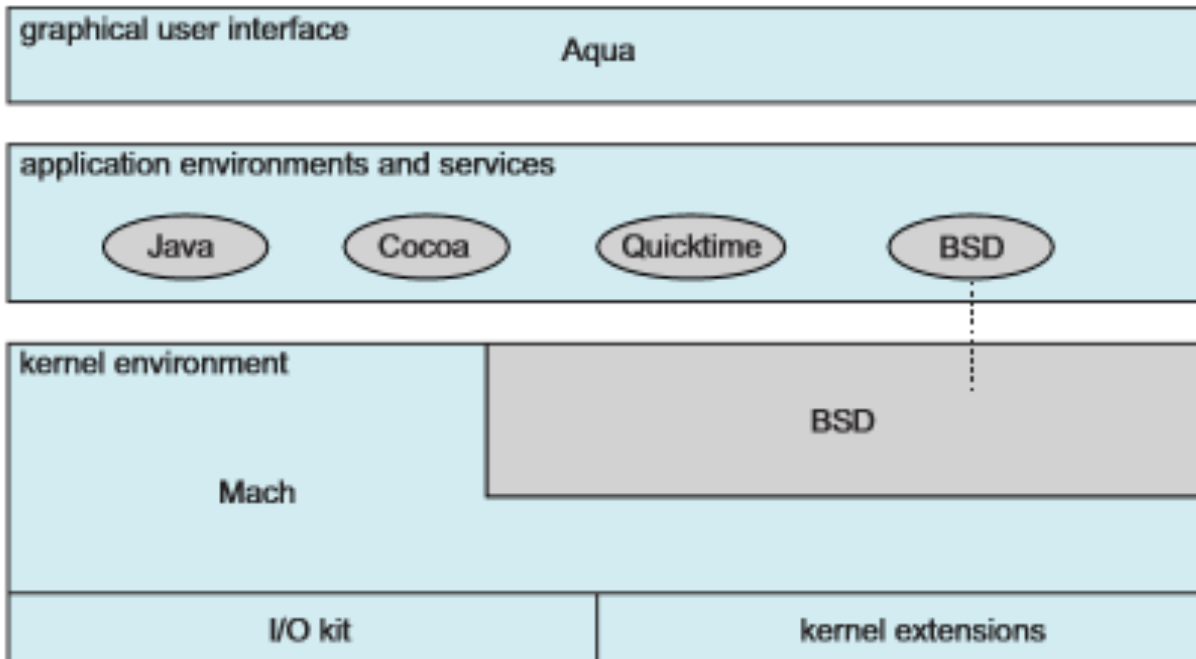 graphical user interface
Aqua
application environments and services
Java
Cocoa
Quicktime
BSD
kernel environment
BSD
Mach
I/O kit
kernel extensions